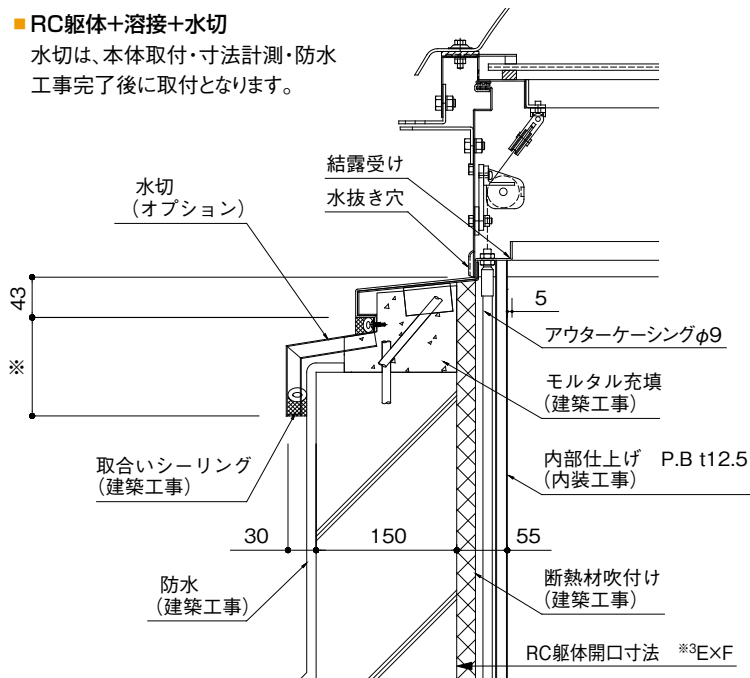 ■ RC躯体+溶接+水切
水切は、本体取付・寸法計測・防水
工事完了後に取付となります。
結露受け
水抜き穴
水切
(オプション)
43
※
5
アウターケーシングφ9
モルタル充填
(建築工事)
取合いシーリング
(建築工事)
内部仕上げ P.B t12.5
(内装工事)
30
150
55
防水
(建築工事)
断熱材吹付け
(建築工事)
RC躯体開口寸法 ※3E×F